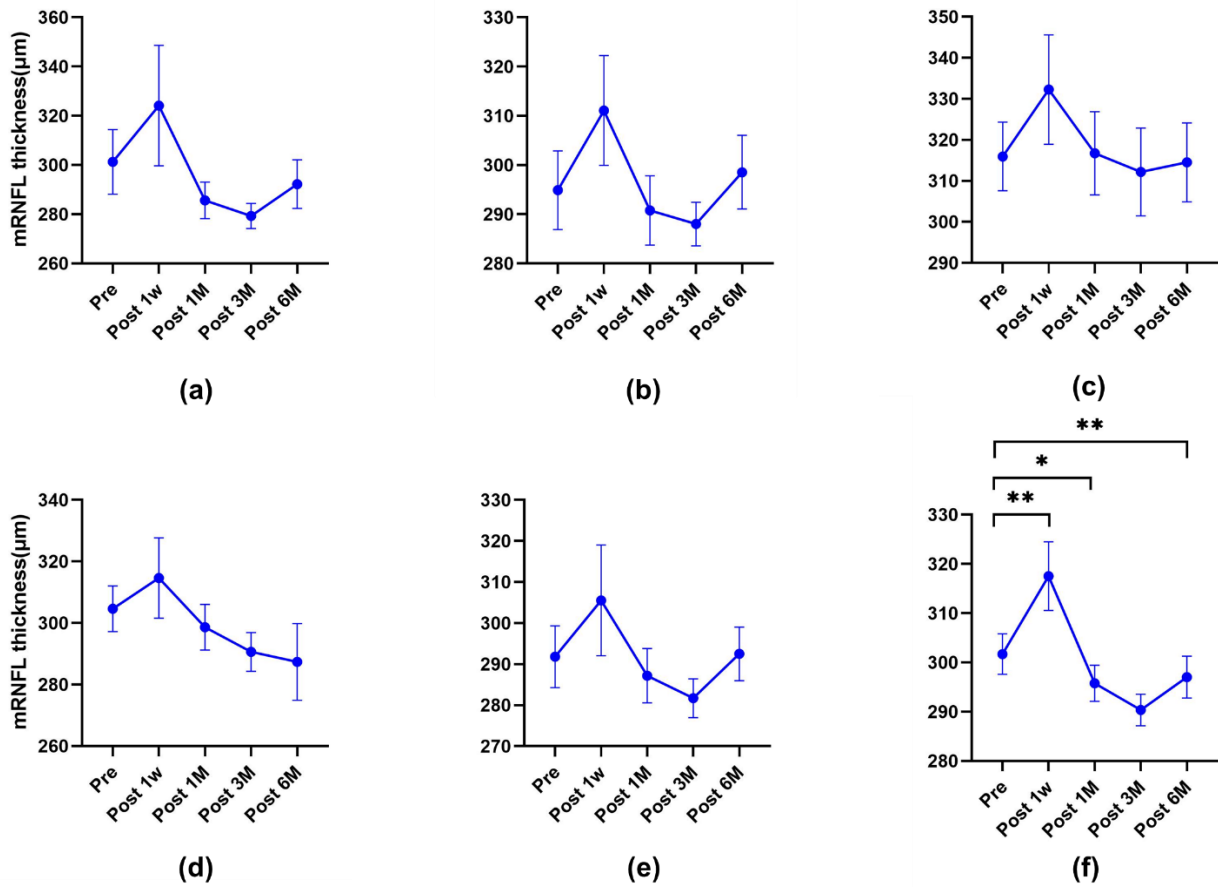 mRNFL thickness(μm)
360
340
320
300
280
260
Pre
Post 1w
Post 1M
Post 3M
Post 6M
(a)
330
320
310
300
290
280
Pre
Post 1w
Post 1M
Post 3M
Post 6M
(b)
350
340
330
320
310
300
290
Pre
Post 1w
Post 1M
Post 3M
Post 6M
(c)
mRNFL thickness(μm)
340
320
300
280
260
Pre
Post 1w
Post 1M
Post 3M
Post 6M
(d)
330
320
310
300
290
280
270
Pre
Post 1w
Post 1M
Post 3M
Post 6M
(e)
**
*
**
330
320
310
300
290
280
Pre
Post 1w
Post 1M
Post 3M
Post 6M
(f)